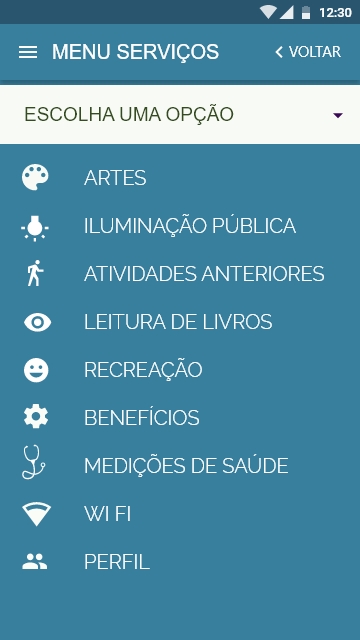 12:30
MENU SERVIÇOS
VOLTAR
ESCOLHA UMA OPÇÃO
ARTES
ILUMINAÇÃO PÚBLICA
ATIVIDADES ANTERIORES
LEITURA DE LIVROS
RECREAÇÃO
BENEFÍCIOS
MEDIÇÕES DE SAÚDE
WI FI
PERFIL